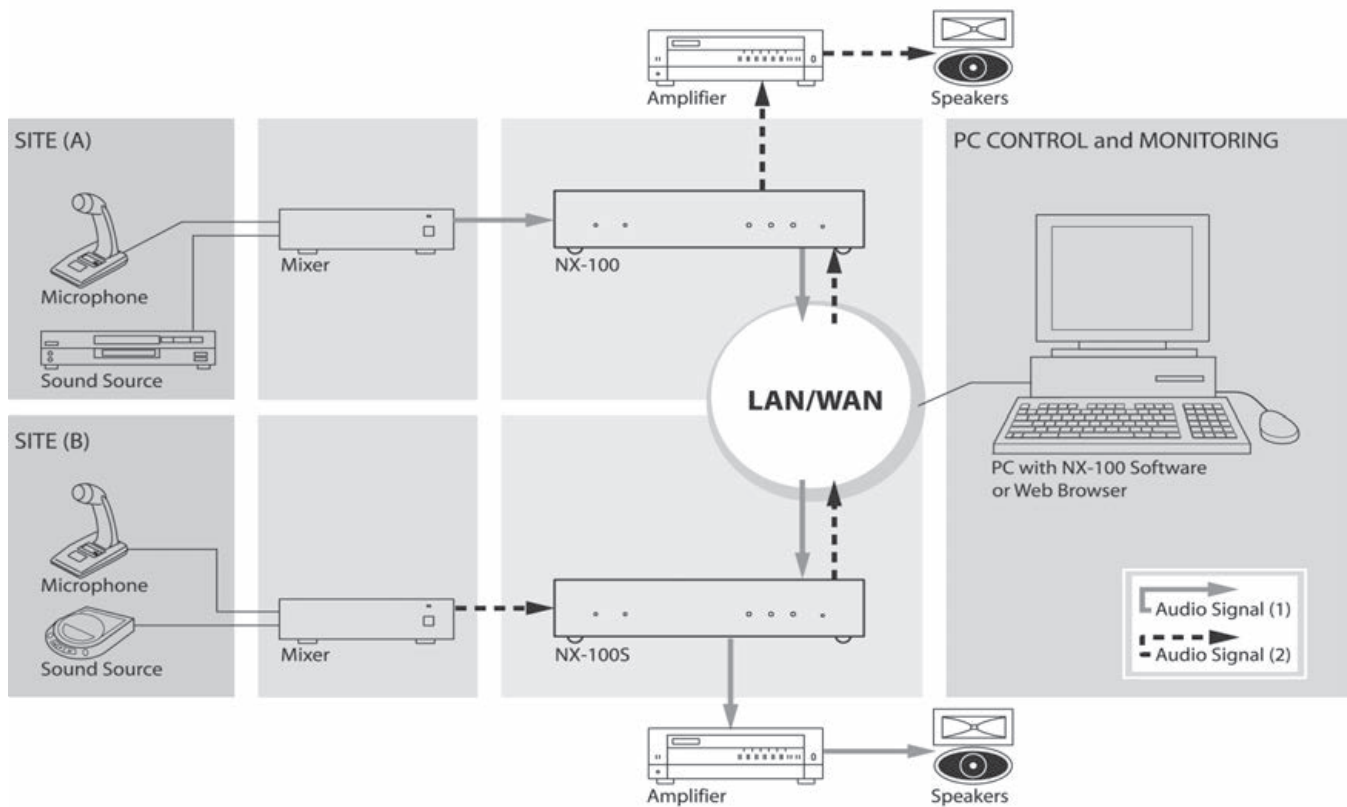 Amplifier
Speakers
SITE (A)
Microphone
Sound Source
Mixer
NX-100
PC CONTROL and MONITORING
LAN/WAN
PC with NX-100 Software
or Web Browser
SITE (B)
Microphone
Sound Source
Mixer
NX-100S
Audio Signal (1)
Audio Signal (2)
Amplifier
Speakers